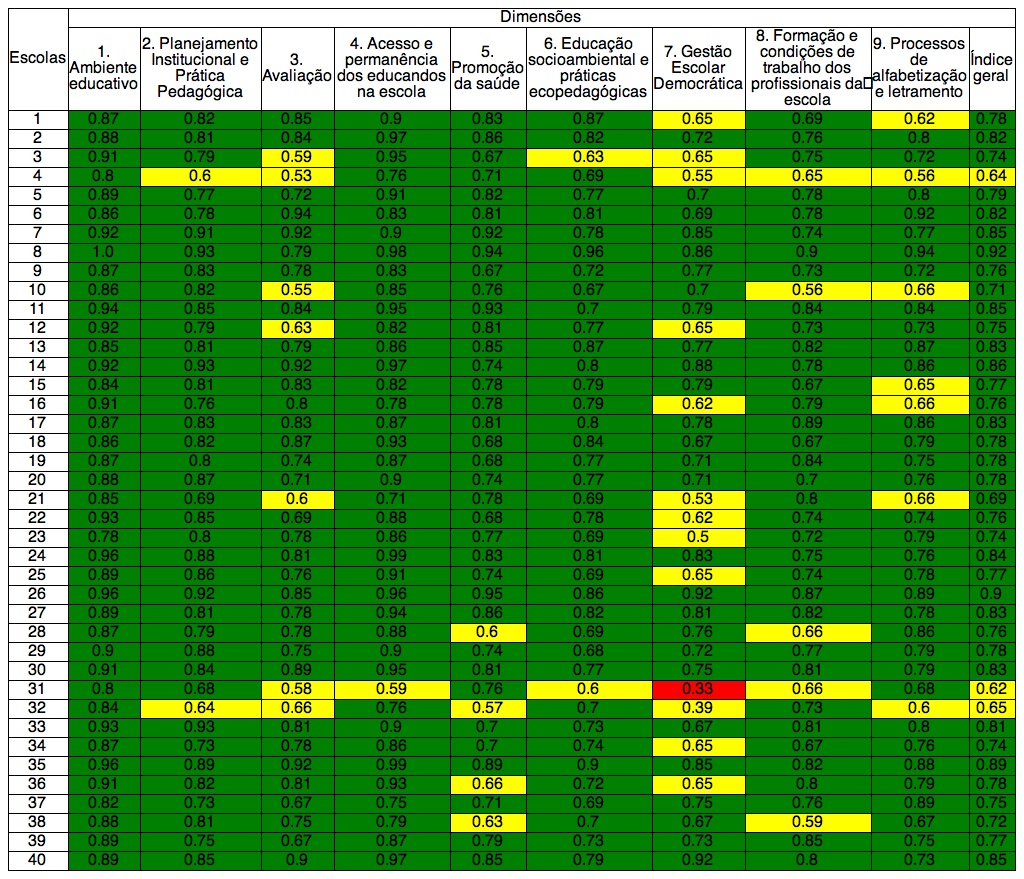 Dimensões
Escolas 1. Ambiente educativo 2. Planejamento Institucional e Prática Pedagógica 3. Avaliação 4. Acesso e permanência dos educandos na escola 5. Promoção da saúde 6. Educação socioambiental e práticas ecopedagógicas 7. Gestão Escolar Democrática 8. Formação e condições de trabalho dos profissionais da□ escola 9. Processos de alfabetização e letramento Índice geral
1 0.87 0.82 0.85 0.9 0.83 0.87 0.65 0.69 0.62 0.78
2 0.88 0.81 0.84 0.97 0.86 0.82 0.72 0.76 0.8 0.82
3 0.91 0.79 0.59 0.95 0.67 0.63 0.65 0.75 0.72 0.74
4 0.8 0.6 0.53 0.76 0.71 0.69 0.55 0.65 0.56 0.64
5 0.89 0.77 0.72 0.91 0.82 0.77 0.7 0.78 0.8 0.79
6 0.86 0.78 0.94 0.83 0.81 0.81 0.69 0.78 0.92 0.82
7 0.92 0.91 0.92 0.9 0.92 0.78 0.85 0.74 0.77 0.85
8 1.0 0.93 0.79 0.98 0.94 0.96 0.86 0.9 0.94 0.92
9 0.87 0.83 0.78 0.83 0.67 0.72 0.77 0.73 0.72 0.76
10 0.86 0.82 0.55 0.85 0.76 0.67 0.7 0.56 0.66 0.71
11 0.94 0.85 0.84 0.95 0.93 0.7 0.79 0.84 0.84 0.85
12 0.92 0.79 0.63 0.82 0.81 0.77 0.65 0.73 0.73 0.75
13 0.85 0.81 0.79 0.86 0.85 0.87 0.77 0.82 0.87 0.83
14 0.92 0.93 0.92 0.97 0.74 0.8 0.88 0.78 0.86 0.86
15 0.84 0.81 0.83 0.82 0.78 0.79 0.79 0.67 0.65 0.77
16 0.91 0.76 0.8 0.78 0.78 0.79 0.62 0.79 0.66 0.76
17 0.87 0.83 0.83 0.87 0.81 0.8 0.78 0.89 0.86 0.83
18 0.86 0.82 0.87 0.93 0.68 0.84 0.67 0.67 0.79 0.78
19 0.87 0.8 0.74 0.87 0.68 0.77 0.71 0.84 0.75 0.78
20 0.88 0.87 0.71 0.9 0.74 0.77 0.71 0.7 0.76 0.78
21 0.85 0.69 0.6 0.71 0.78 0.69 0.53 0.8 0.66 0.69
22 0.93 0.85 0.69 0.88 0.68 0.78 0.62 0.74 0.74 0.76
23 0.78 0.8 0.78 0.86 0.77 0.69 0.5 0.72 0.79 0.74
24 0.96 0.88 0.81 0.99 0.83 0.81 0.83 0.75 0.76 0.84
25 0.89 0.86 0.76 0.91 0.74 0.69 0.65 0.74 0.78 0.77
26 0.96 0.92 0.85 0.96 0.95 0.86 0.92 0.87 0.89 0.9
27 0.89 0.81 0.78 0.94 0.86 0.82 0.81 0.82 0.78 0.83
28 0.87 0.79 0.78 0.88 0.6 0.69 0.76 0.66 0.86 0.76
29 0.9 0.88 0.75 0.9 0.74 0.68 0.72 0.77 0.79 0.78
30 0.91 0.84 0.89 0.95 0.81 0.77 0.75 0.81 0.79 0.83
31 0.8 0.68 0.58 0.59 0.76 0.6 0.33 0.66 0.68 0.62
32 0.84 0.64 0.66 0.76 0.57 0.7 0.39 0.73 0.6 0.65
33 0.93 0.93 0.81 0.9 0.7 0.73 0.67 0.81 0.8 0.81
34 0.87 0.73 0.78 0.86 0.7 0.74 0.65 0.67 0.76 0.74
35 0.96 0.89 0.92 0.99 0.89 0.9 0.85 0.82 0.88 0.89
36 0.91 0.82 0.81 0.93 0.66 0.72 0.65 0.8 0.79 0.78
37 0.82 0.73 0.67 0.75 0.71 0.69 0.75 0.76 0.89 0.75
38 0.88 0.81 0.75 0.79 0.63 0.7 0.67 0.59 0.67 0.72
39 0.89 0.75 0.67 0.87 0.79 0.73 0.73 0.85 0.75 0.77
40 0.89 0.85 0.9 0.97 0.85 0.79 0.92 0.8 0.73 0.85